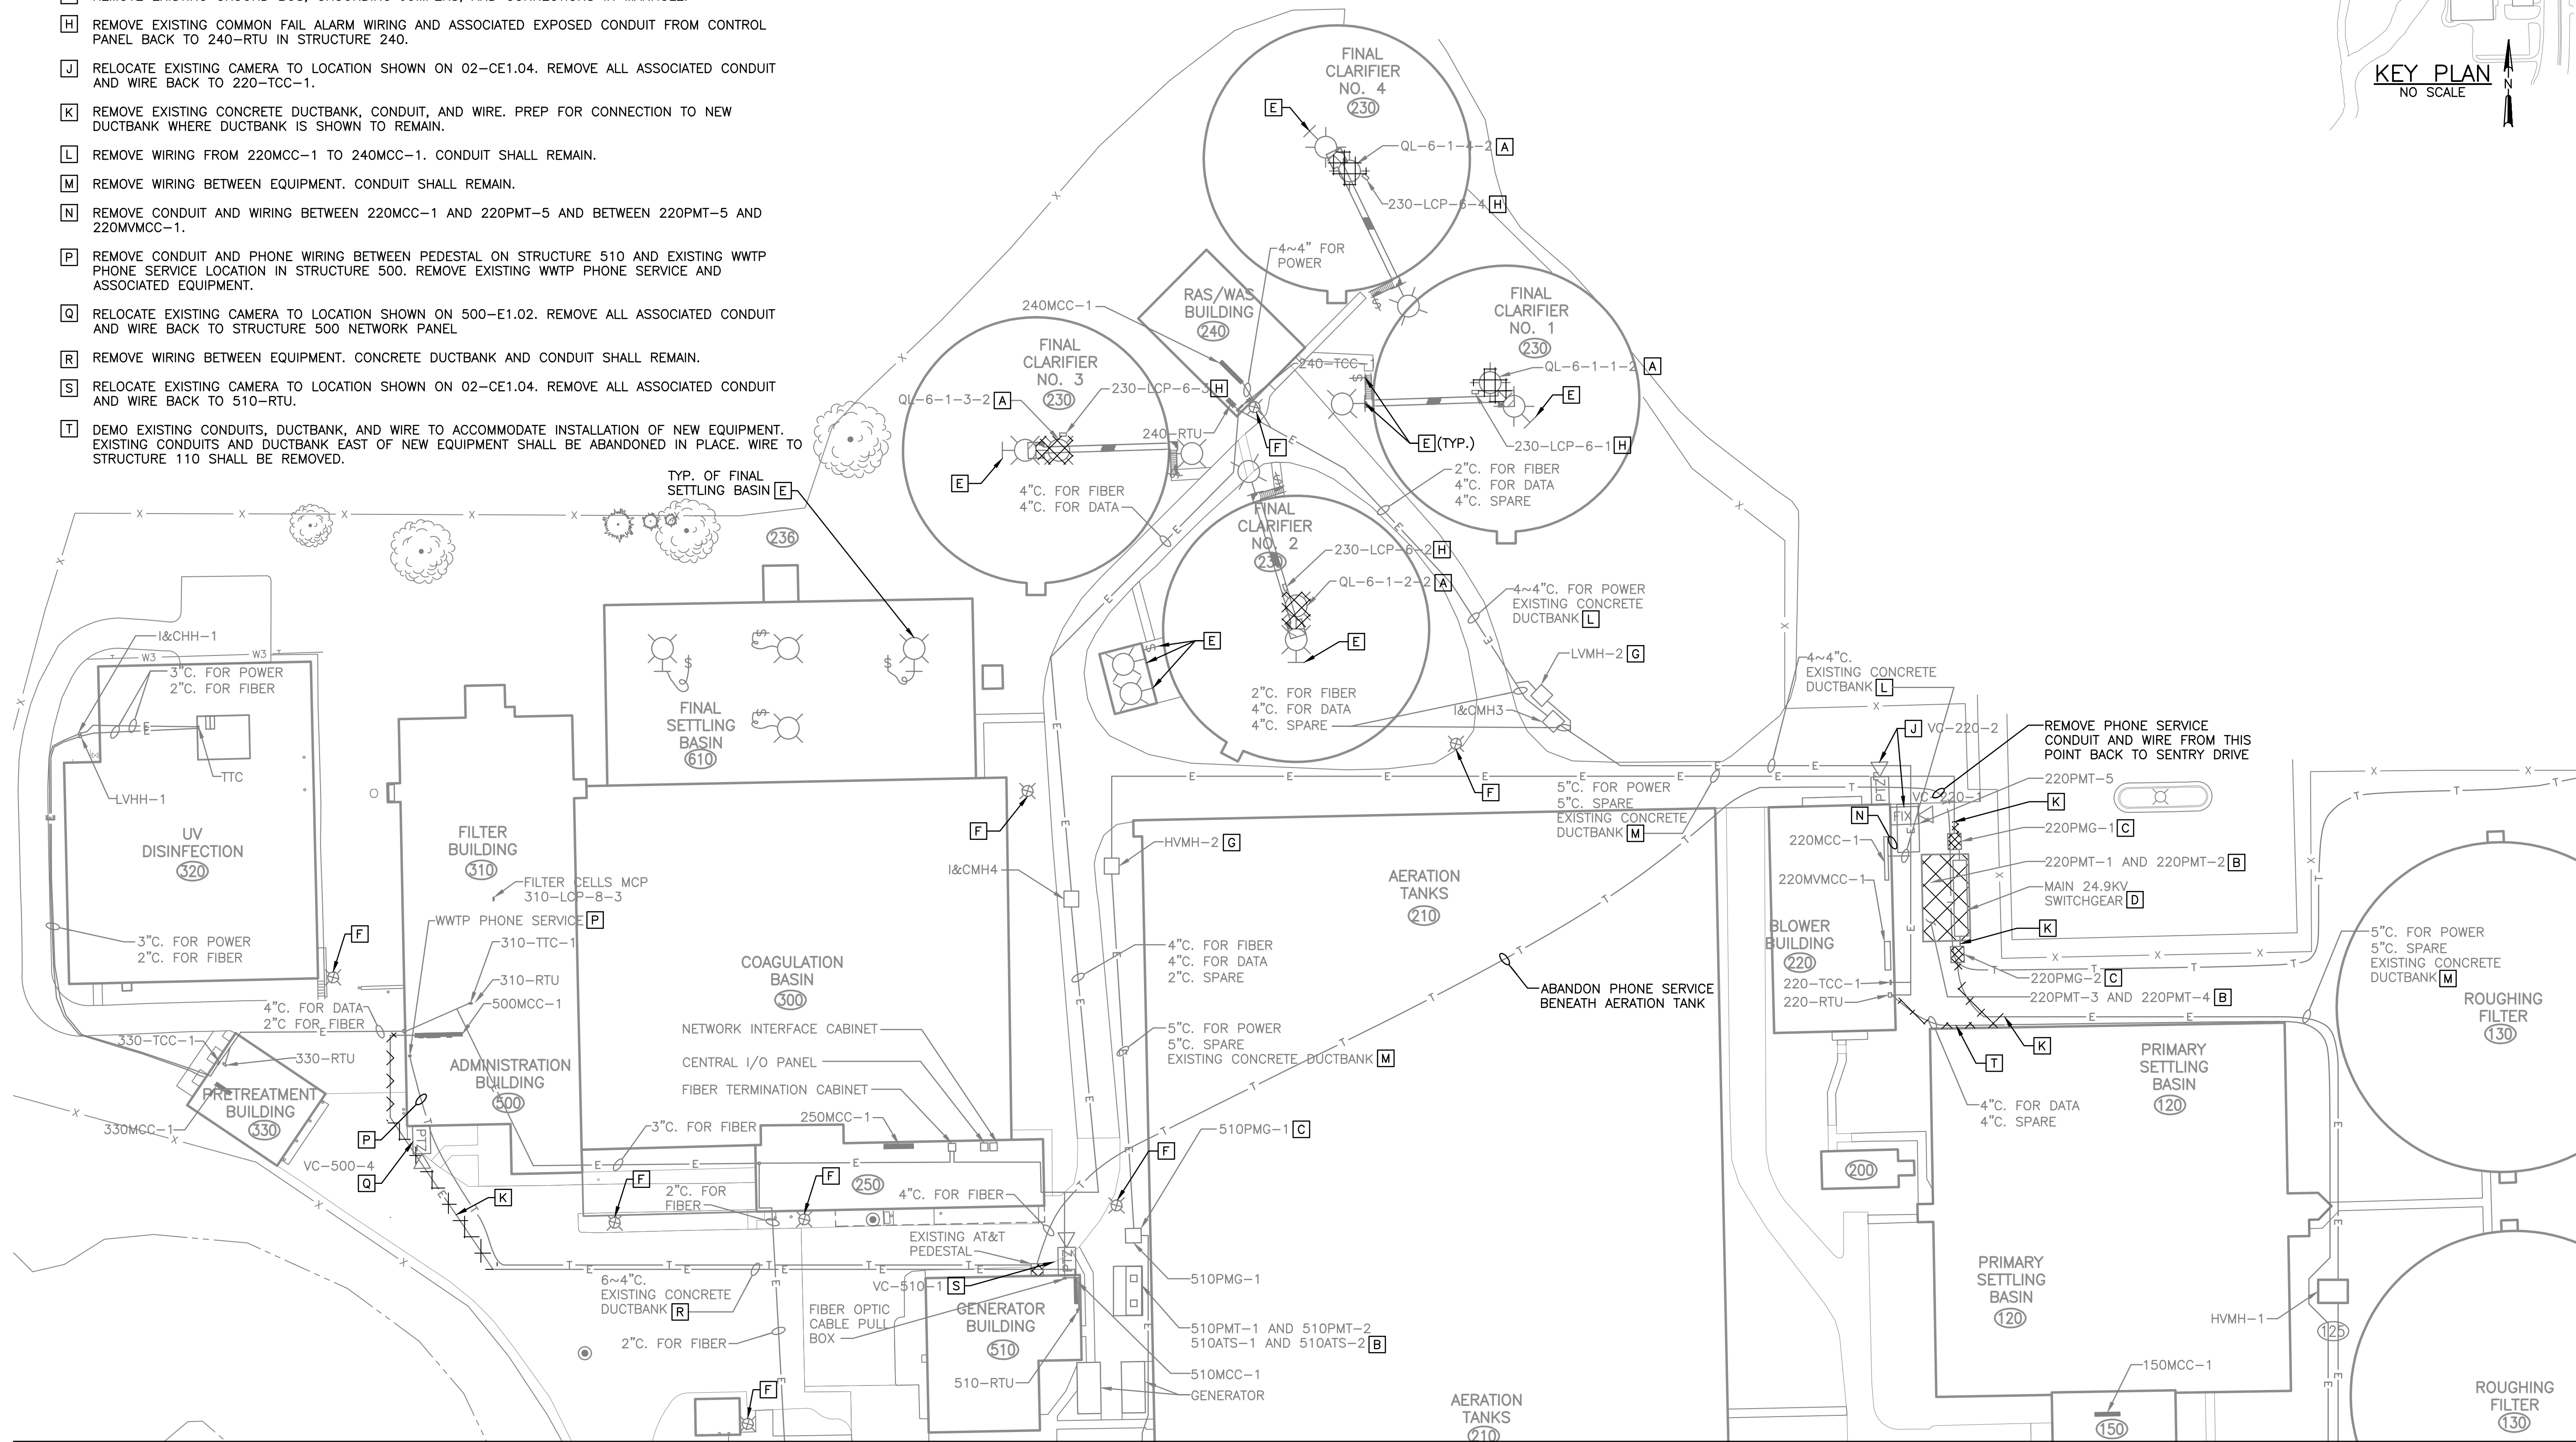 H REMOVE EXISTING COMMON FAIL ALARM WIRING AND ASSOCIATED EXPOSED CONDUIT FROM CONTROL
PANEL BACK TO 240-RTU IN STRUCTURE 240.
J RELOCATE EXISTING CAMERA TO LOCATION SHOWN ON 02-CE1.04. REMOVE ALL ASSOCIATED CONDUIT
AND WIRE BACK TO 220-TCC-1.
K REMOVE EXISTING CONCRETE DUCTBANK, CONDUIT, AND WIRE. PREP FOR CONNECTION TO NEW
DUCTBANK WHERE DUCTBANK IS SHOWN TO REMAIN.
L REMOVE WIRING FROM 220MCC-1 TO 240MCC-1. CONDUIT SHALL REMAIN.
M REMOVE WIRING BETWEEN EQUIPMENT. CONDUIT SHALL REMAIN.
N REMOVE CONDUIT AND WIRING BETWEEN 220MCC-1 AND 220PMT-5 AND BETWEEN 220PMT-5 AND
220MVMCC-1.
P REMOVE CONDUIT AND PHONE WIRING BETWEEN PEDESTAL ON STRUCTURE 510 AND EXISTING WWTP
PHONE SERVICE LOCATION IN STRUCTURE 500. REMOVE EXISTING WWTP PHONE SERVICE AND
ASSOCIATED EQUIPMENT.
Q RELOCATE EXISTING CAMERA TO LOCATION SHOWN ON 500-E1.02. REMOVE ALL ASSOCIATED CONDUIT
AND WIRE BACK TO STRUCTURE 500 NETWORK PANEL
R REMOVE WIRING BETWEEN EQUIPMENT. CONCRETE DUCTBANK AND CONDUIT SHALL REMAIN.
S RELOCATE EXISTING CAMERA TO LOCATION SHOWN ON 02-CE1.04. REMOVE ALL ASSOCIATED CONDUIT
AND WIRE BACK TO 510-RTU.
T DEMO EXISTING CONDUITS, DUCTBANK, AND WIRE TO ACCOMMODATE INSTALLATION OF NEW EQUIPMENT.
EXISTING CONDUITS AND DUCTBANK EAST OF NEW EQUIPMENT SHALL BE ABANDONED IN PLACE. WIRE TO
STRUCTURE 110 SHALL BE REMOVED.
KEY PLAN
NO SCALE
N
FINAL
CLARIFIER
NO. 4
230
E
QL-6-1-4-2 A
230-LCP-6-4 H
4~4" FOR
POWER
RAS/WAS
BUILDING
240
240MCC-1
240-TCC-1
240-RTU
F
FINAL
CLARIFIER
NO. 1
230
QL-6-1-1-2 A
E
E (TYP.)
230-LCP-6-1 H
2"C. FOR FIBER
4"C. FOR DATA
4"C. SPARE
FINAL
CLARIFIER
NO. 3
230
230-LCP-6-3 H
QL-6-1-3-2 A
E
4"C. FOR FIBER
4"C. FOR DATA
FINAL
CLARIFIER
NO. 2
230
230-LCP-6-2 H
QL-6-1-2-2 A
E
E
2"C. FOR FIBER
4"C. FOR DATA
4"C. SPARE
4~4"C. FOR POWER
EXISTING CONCRETE
DUCTBANK L
LVMH-2 G
I&CMH3
F
TYP. OF FINAL
SETTLING BASIN E
236
FINAL
SETTLING
BASIN
610
I&CHH-1
W3 W3
3"C. FOR POWER
2"C. FOR FIBER
TTC
LVHH-1
UV
DISINFECTION
320
3"C. FOR POWER
2"C. FOR FIBER
F
FILTER
BUILDING
310
FILTER CELLS MCP
310-LCP-8-3
WWTP PHONE SERVICE P
310-TTC-1
310-RTU
500MCC-1
4"C. FOR DATA
2"C FOR FIBER
330-TCC-1
330-RTU
PRETREATMENT
BUILDING
330
330MCC-1
ADMINISTRATION
BUILDING
500
P
PTZ
VC-500-4
Q
K
COAGULATION
BASIN
300
F
NETWORK INTERFACE CABINET
CENTRAL I/O PANEL
FIBER TERMINATION CABINET
250MCC-1
3"C. FOR FIBER
F
2"C. FOR
FIBER
F
250
4"C. FOR FIBER
EXISTING AT&T
PEDESTAL
6~4"C.
EXISTING CONCRETE
DUCTBANK R
VC-510-1 S
PTZ
FIBER OPTIC
CABLE PULL
BOX
GENERATOR
BUILDING
510
2"C. FOR FIBER
510-RTU
F
I&CMH4
HVMH-2 G
4"C. FOR FIBER
4"C. FOR DATA
2"C. SPARE
5"C. FOR POWER
5"C. SPARE
EXISTING CONCRETE DUCTBANK M
510PMG-1 C
F
510PMG-1
510PMT-1 AND 510PMT-2
510ATS-1 AND 510ATS-2 B
510MCC-1
GENERATOR
AERATION
TANKS
210
5"C. FOR POWER
5"C. SPARE
EXISTING CONCRETE
DUCTBANK M
ABANDON PHONE SERVICE
BENEATH AERATION TANK
AERATION
TANKS
210
4~4"C.
EXISTING CONCRETE
DUCTBANK L
J VC-220-2
PTZ
VC-220-1
FIX
N
REMOVE PHONE SERVICE
CONDUIT AND WIRE FROM THIS
POINT BACK TO SENTRY DRIVE
220PMT-5
K
220PMG-1 C
220PMT-1 AND 220PMT-2 B
MAIN 24.9KV
SWITCHGEAR D
K
220PMG-2 C
220PMT-3 AND 220PMT-4 B
220MCC-1
220MVMCC-1
BLOWER
BUILDING
220
220-TCC-1
220-RTU
K
T
4"C. FOR DATA
4"C. SPARE
PRIMARY
SETTLING
BASIN
120
200
PRIMARY
SETTLING
BASIN
120
5"C. FOR POWER
5"C. SPARE
EXISTING CONCRETE
DUCTBANK M
ROUGHING
FILTER
130
HVMH-1
125
150MCC-1
150
ROUGHING
FILTER
130